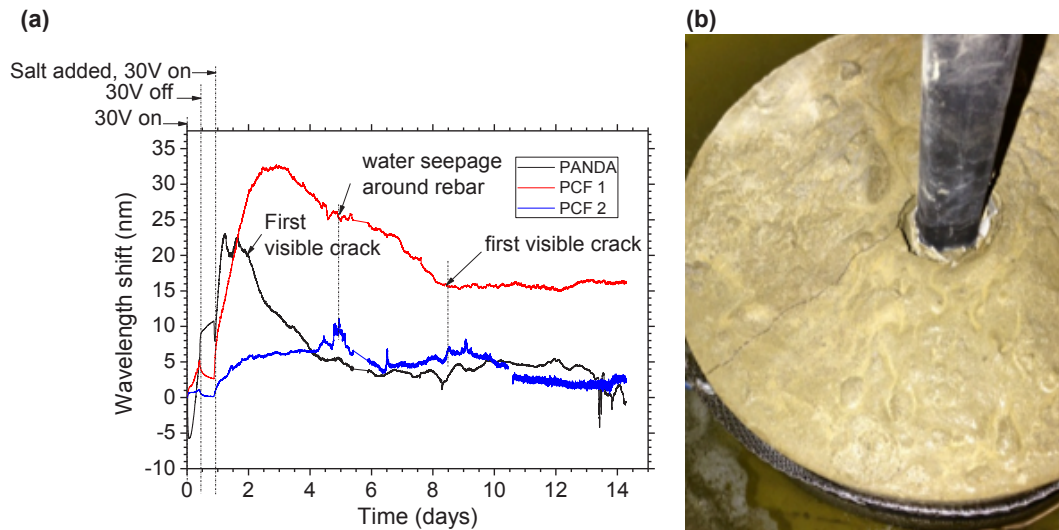 (a)
(b)
Salt added, 30V on
30V off
30V on
35
30
25
20
15
10
5
0
-5
-10
Wavelength shift (nm)
water seepage
around rebar
First
visible crack
first visible crack
PANDA
PCF 1
PCF 2
0 2 4 6 8 10 12 14
Time (days)